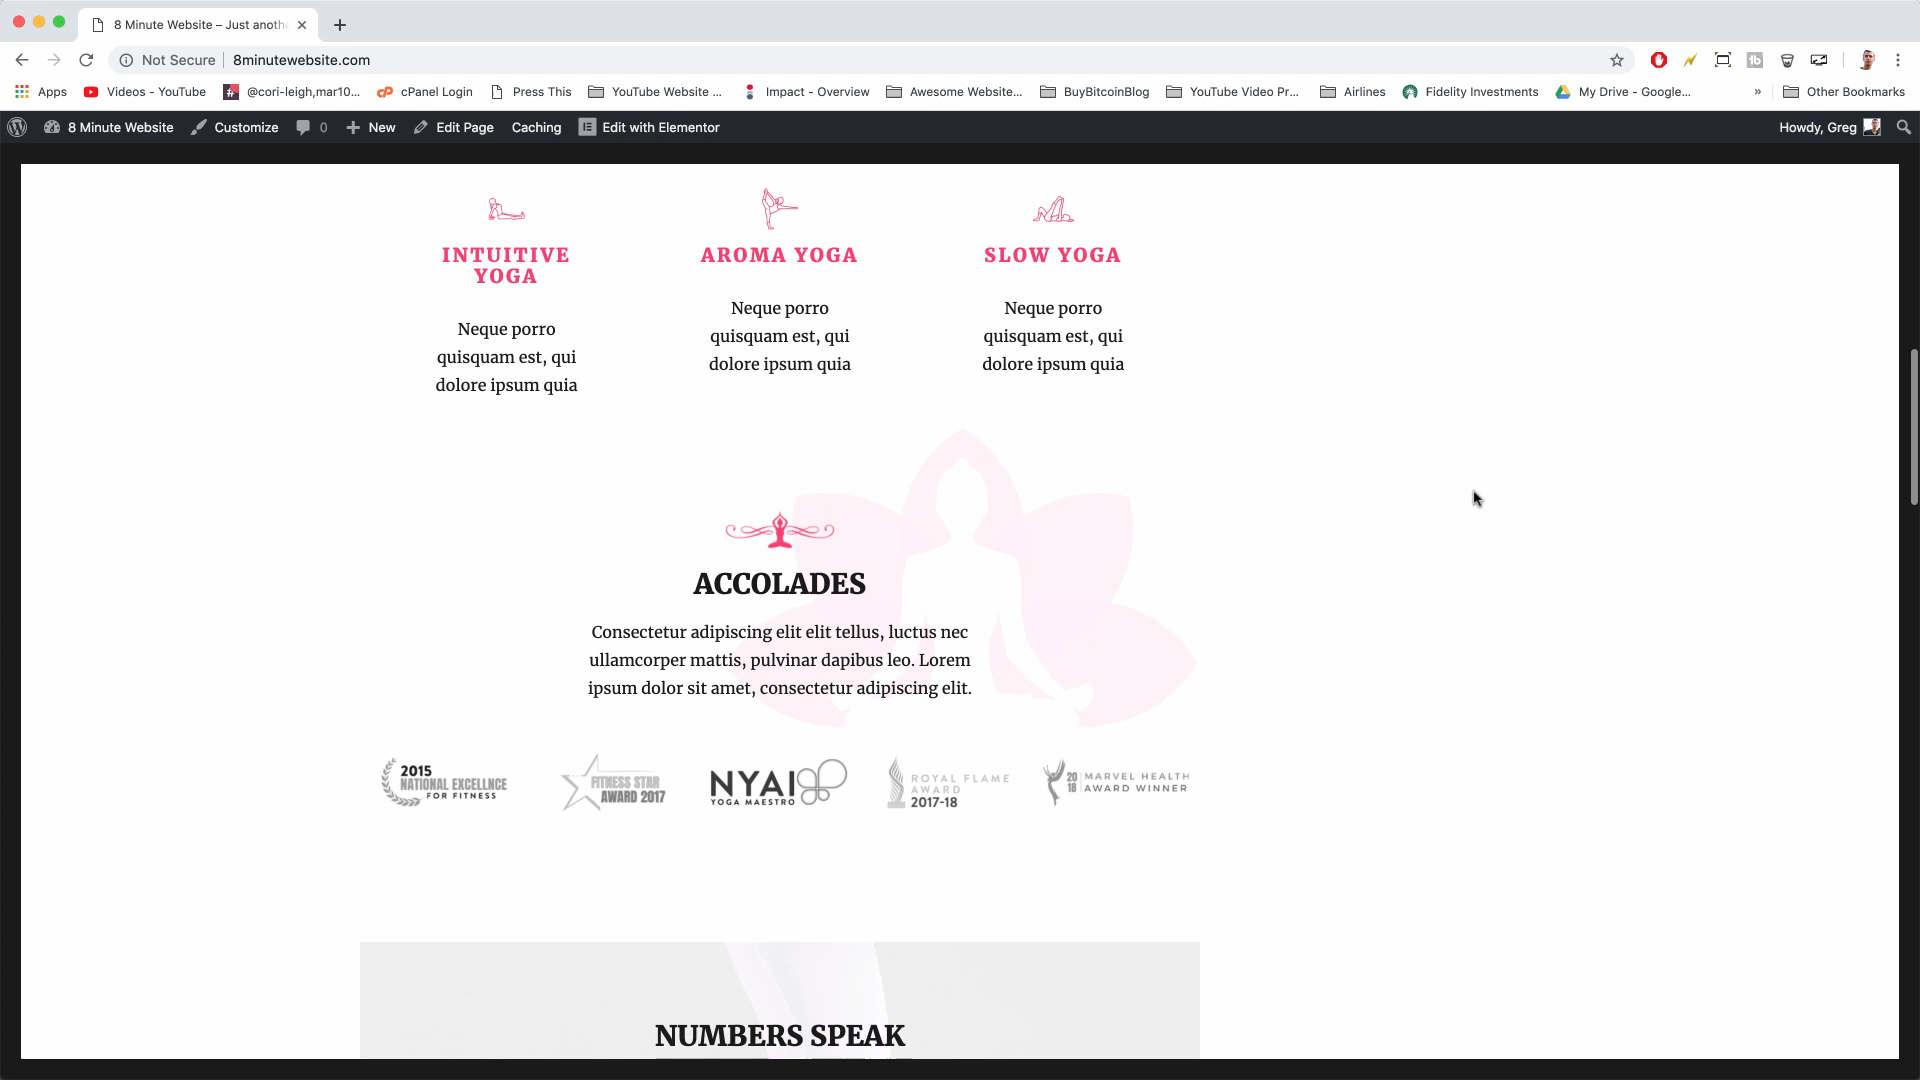 8 Minute Website – Just anoth
Not Secure
8minutewebsite.com
Apps
Videos - YouTube
@cori-leigh,mar10...
cPanel Login
Press This
YouTube Website ...
Impact - Overview
Awesome Website...
BuyBitcoinBlog
YouTube Video Pr...
Airlines
Fidelity Investments
My Drive - Google...
»
Other Bookmarks
8 Minute Website
Customize
0
New
Edit Page
Caching
Edit with Elementor
Howdy, Greg
INTUITIVE
YOGA
Neque porro
quisquam est, qui
dolore ipsum quia
AROMA YOGA
Neque porro
quisquam est, qui
dolore ipsum quia
SLOW YOGA
Neque porro
quisquam est, qui
dolore ipsum quia
ACCOLADES
Consectetur adipiscing elit elit tellus, luctus nec
ullamcorper mattis, pulvinar dapibus leo. Lorem
ipsum dolor sit amet, consectetur adipiscing elit.
2015
NATIONAL EXCELLNCE
FOR FITNESS
FITNESS STAR
AWARD 2017
NYAI
YOGA MAESTRO
ROYAL FLAME
AWARD
2017-18
20
18
MARVEL HEALTH
AWARD WINNER
NUMBERS SPEAK